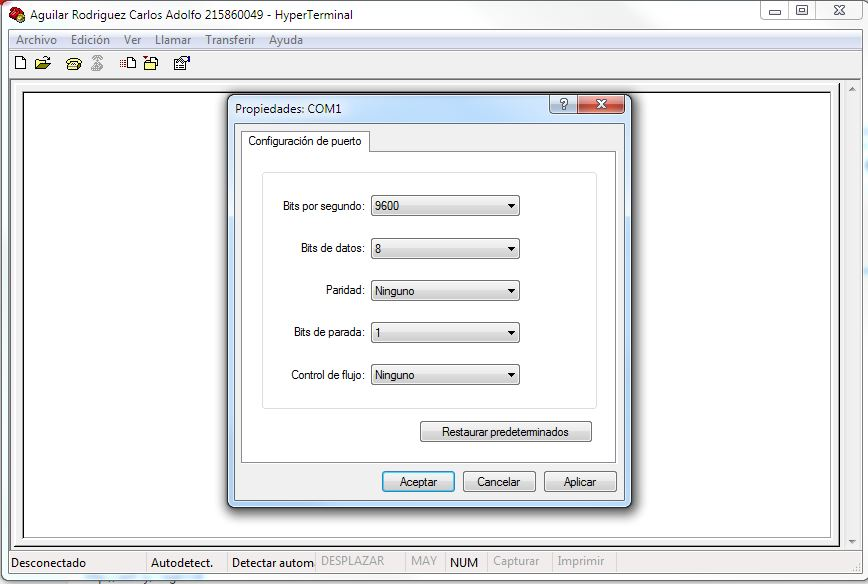 Aguilar Rodriguez Carlos Adolfo 215860049 - HyperTerminal
Archivo Edición Ver Llamar Transferir Ayuda
Propiedades: COM1
Configuración de puerto
Bits por segundo: 9600
Bits de datos: 8
Paridad: Ninguno
Bits de parada: 1
Control de flujo: Ninguno
Restaurar predeterminados
Aceptar Cancelar Aplicar
Desconectado Autodetect. Detectar autom DESPLAZAR MAY NUM Capturar Imprimir